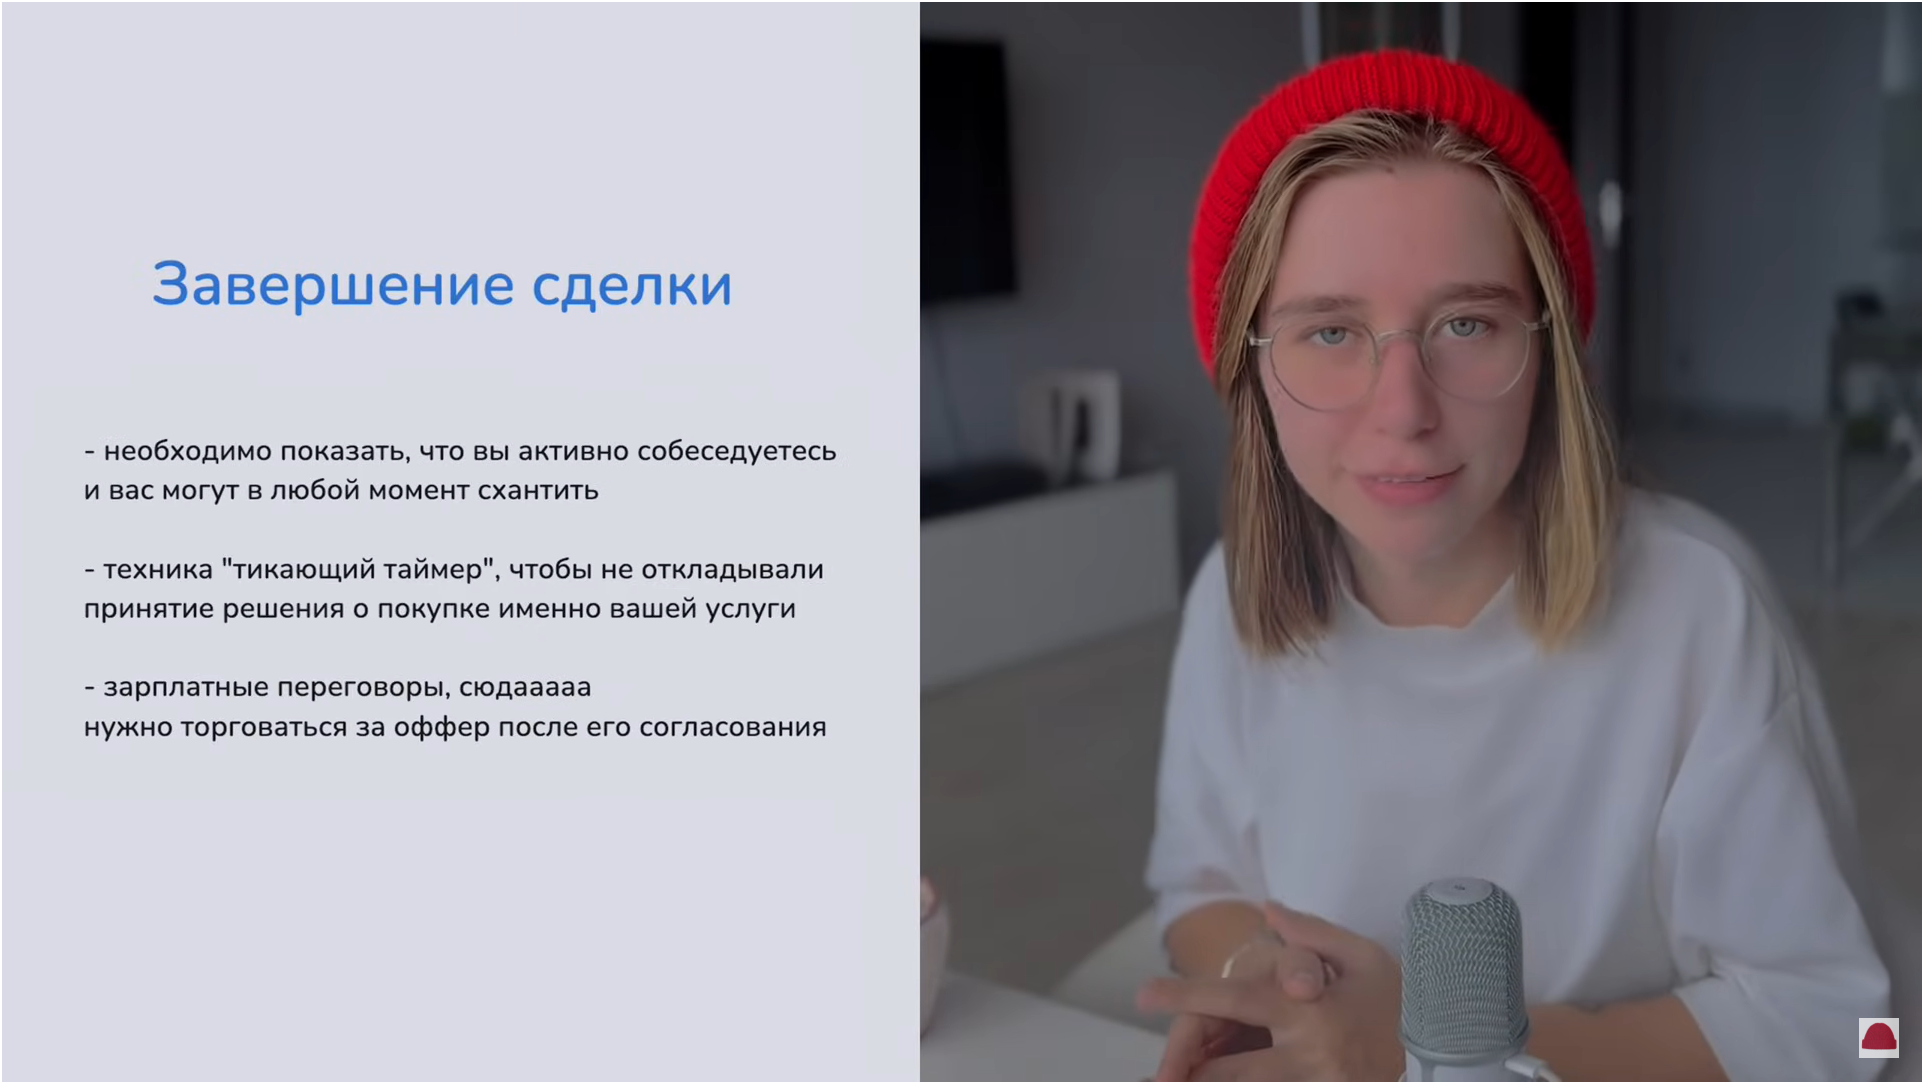 Завершение сделки
- необходимо показать, что вы активно собеседуетесь
и вас могут в любой момент схантить
- техника "тикающий таймер", чтобы не откладывали
принятие решения о покупке именно вашей услуги
- зарплатные переговоры, сюдааааа
нужно торговаться за оффер после его согласования